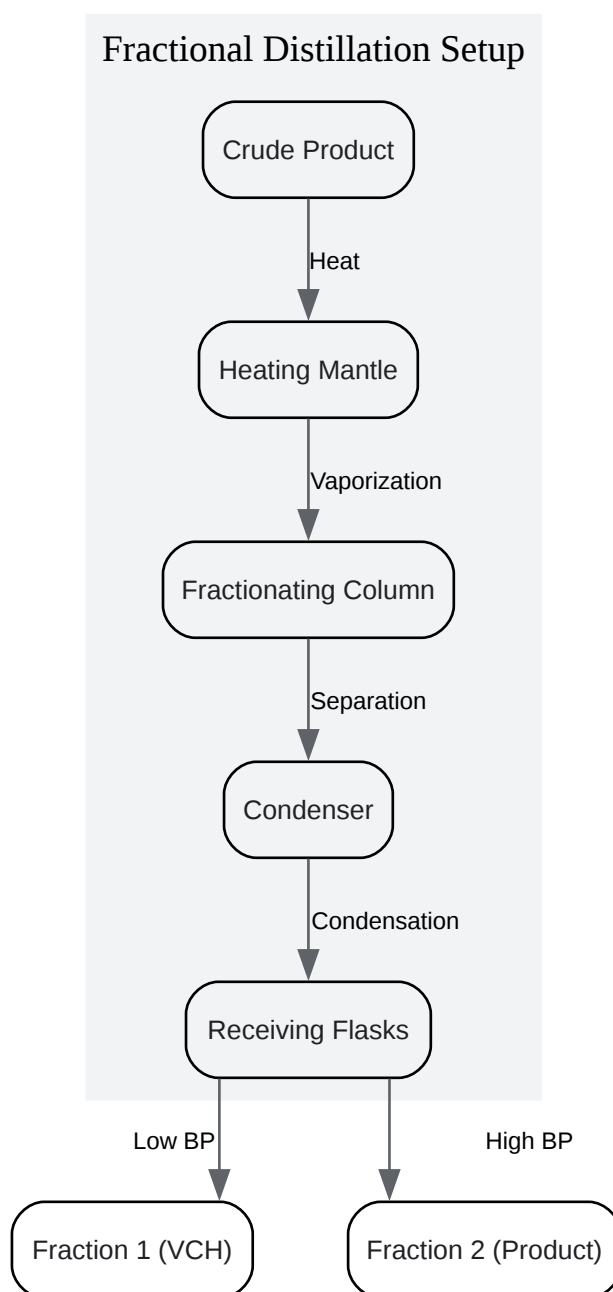 Fractional Distillation Setup
Crude Product
Heat
Heating Mantle
Vaporization
Fractionating Column
Separation
Condenser
Condensation
Receiving Flasks
Low BP
High BP
Fraction 1 (VCH)
Fraction 2 (Product)